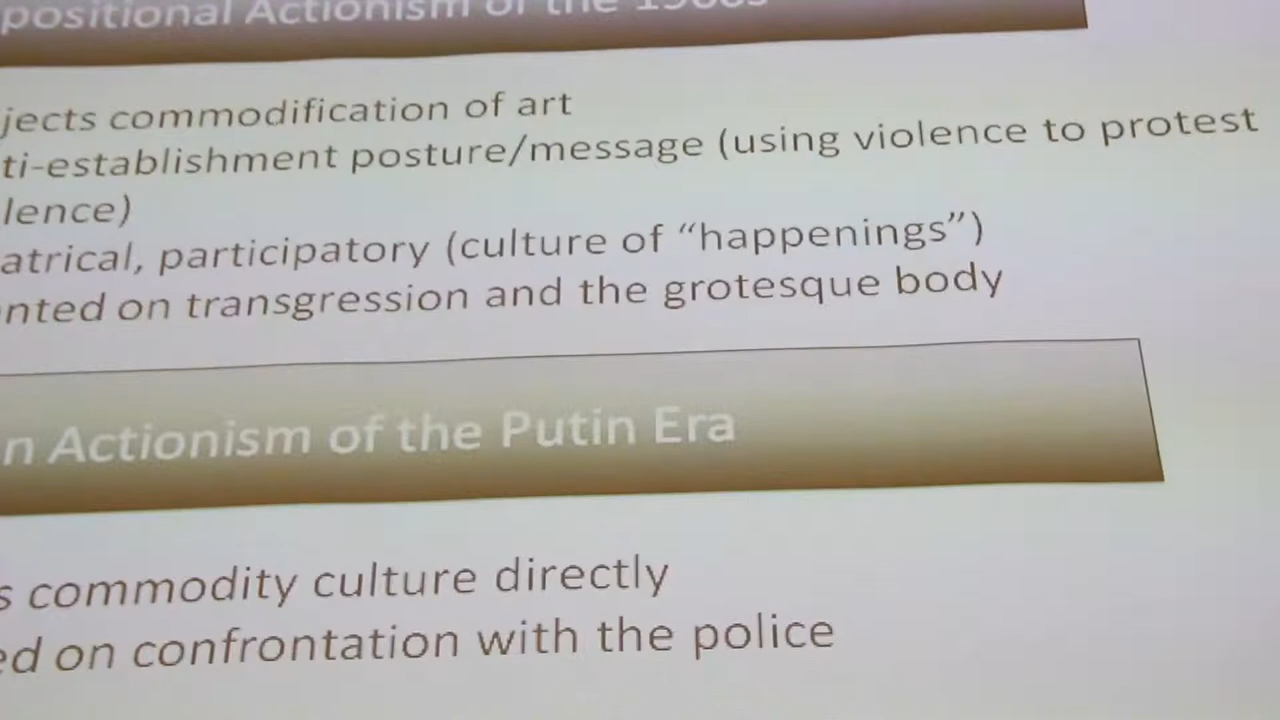 positional Actionism of the 1960s
jects commodification of art
ti-establishment posture/message (using violence to protest
lence)
atrical, participatory (culture of “happenings”)
nted on transgression and the grotesque body
n Actionism of the Putin Era
s commodity culture directly
ed on confrontation with the police